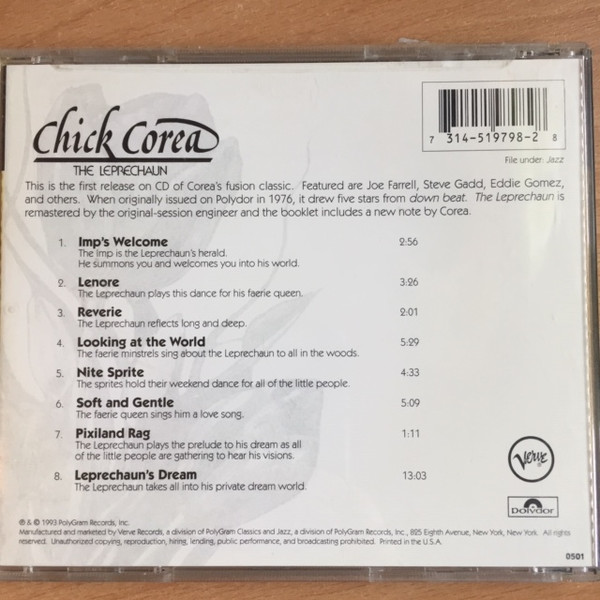 Chick Corea
THE LEPRECHAUN
7 314-519798-2 8
File under: Jazz
This is the first release on CD of Corea's fusion classic. Featured are Joe Farrell, Steve Gadd, Eddie Gomez,
and others. When originally issued on Polydor in 1976, it drew five stars from down beat. The Leprechaun is
remastered by the original-session engineer and the booklet includes a new note by Corea.
1. Imp's Welcome 2:56
The Imp is the Leprechaun's herald.
He summons you and welcomes you into his world.
2. Lenore 3:26
The Leprechaun plays this dance for his faerie queen.
3. Reverie 2:01
The Leprechaun reflects long and deep.
4. Looking at the World 5:29
The faerie minstrels sing about the Leprechaun to all in the woods.
5. Nite Sprite 4:33
The sprites hold their weekend dance for all of the little people.
6. Soft and Gentle 5:09
The faerie queen sings him a love song.
7. Pixiland Rag 1:11
The Leprechaun plays the prelude to his dream as all
of the little people are gathering to hear his visions.
8. Leprechaun's Dream 13:03
The Leprechaun takes all into his private dream world.
Verve
Polydor
℗ & © 1993 PolyGram Records, Inc.
Manufactured and marketed by Verve Records, a division of PolyGram Classics and Jazz, a division of PolyGram Records, Inc., 825 Eighth Avenue, New York, New York. All rights
reserved. Unauthorized copying, reproduction, hiring, lending, public performance, and broadcasting prohibited. Printed in the U.S.A.
0501